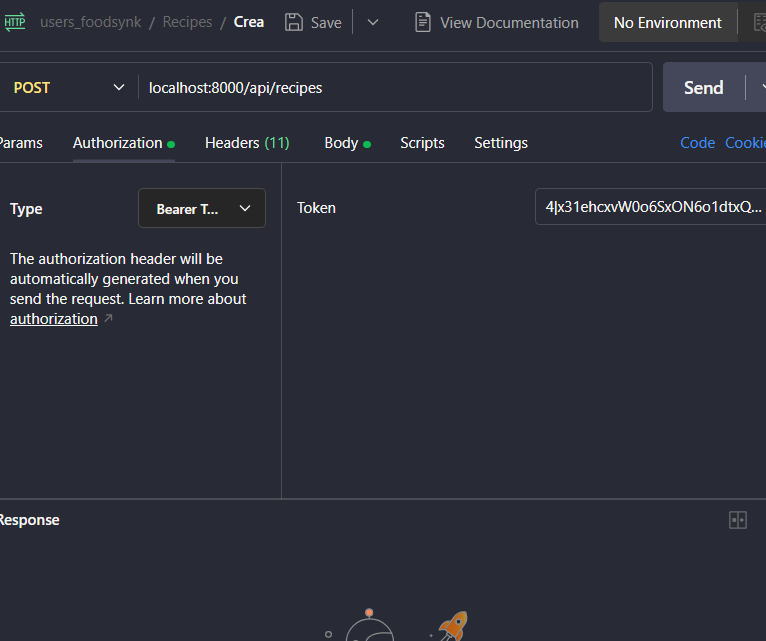 HTTP users_foodsynk / Recipes / Crea Save View Documentation No Environment
POST localhost:8000/api/recipes Send
Params Authorization Headers (11) Body Scripts Settings Code Cookie
Type Bearer T... Token 4|x31ehcxvW0o6SxON6o1dtxQ...
The authorization header will be
automatically generated when you
send the request. Learn more about
authorization
Response